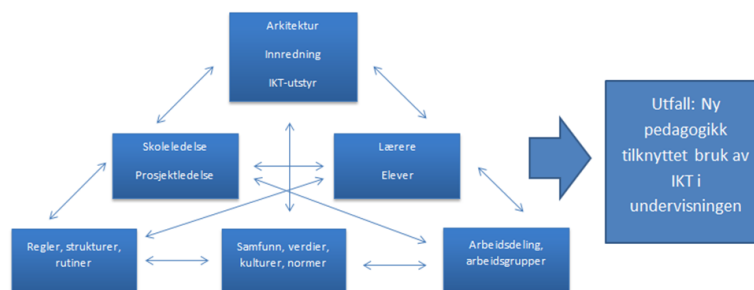 Arkitektur
Innredning
IKT-utstyr
Skoleledelse
Prosjektledelse
Lærere
Elever
Regler, strukturer,
rutiner
Samfunn, verdier,
kulturer, normer
Arbeidsdeling,
arbeidsgrupper
Utfall: Ny
pedagogikk
tilknyttet bruk av
IKT i
undervisningen